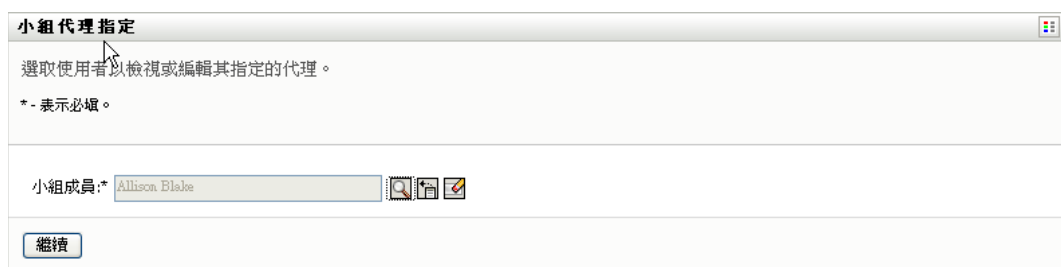 小組代理指定
選取使用者以檢視或編輯其指定的代理。
* - 表示必填。
小組成員:* Allison Blake
繼續